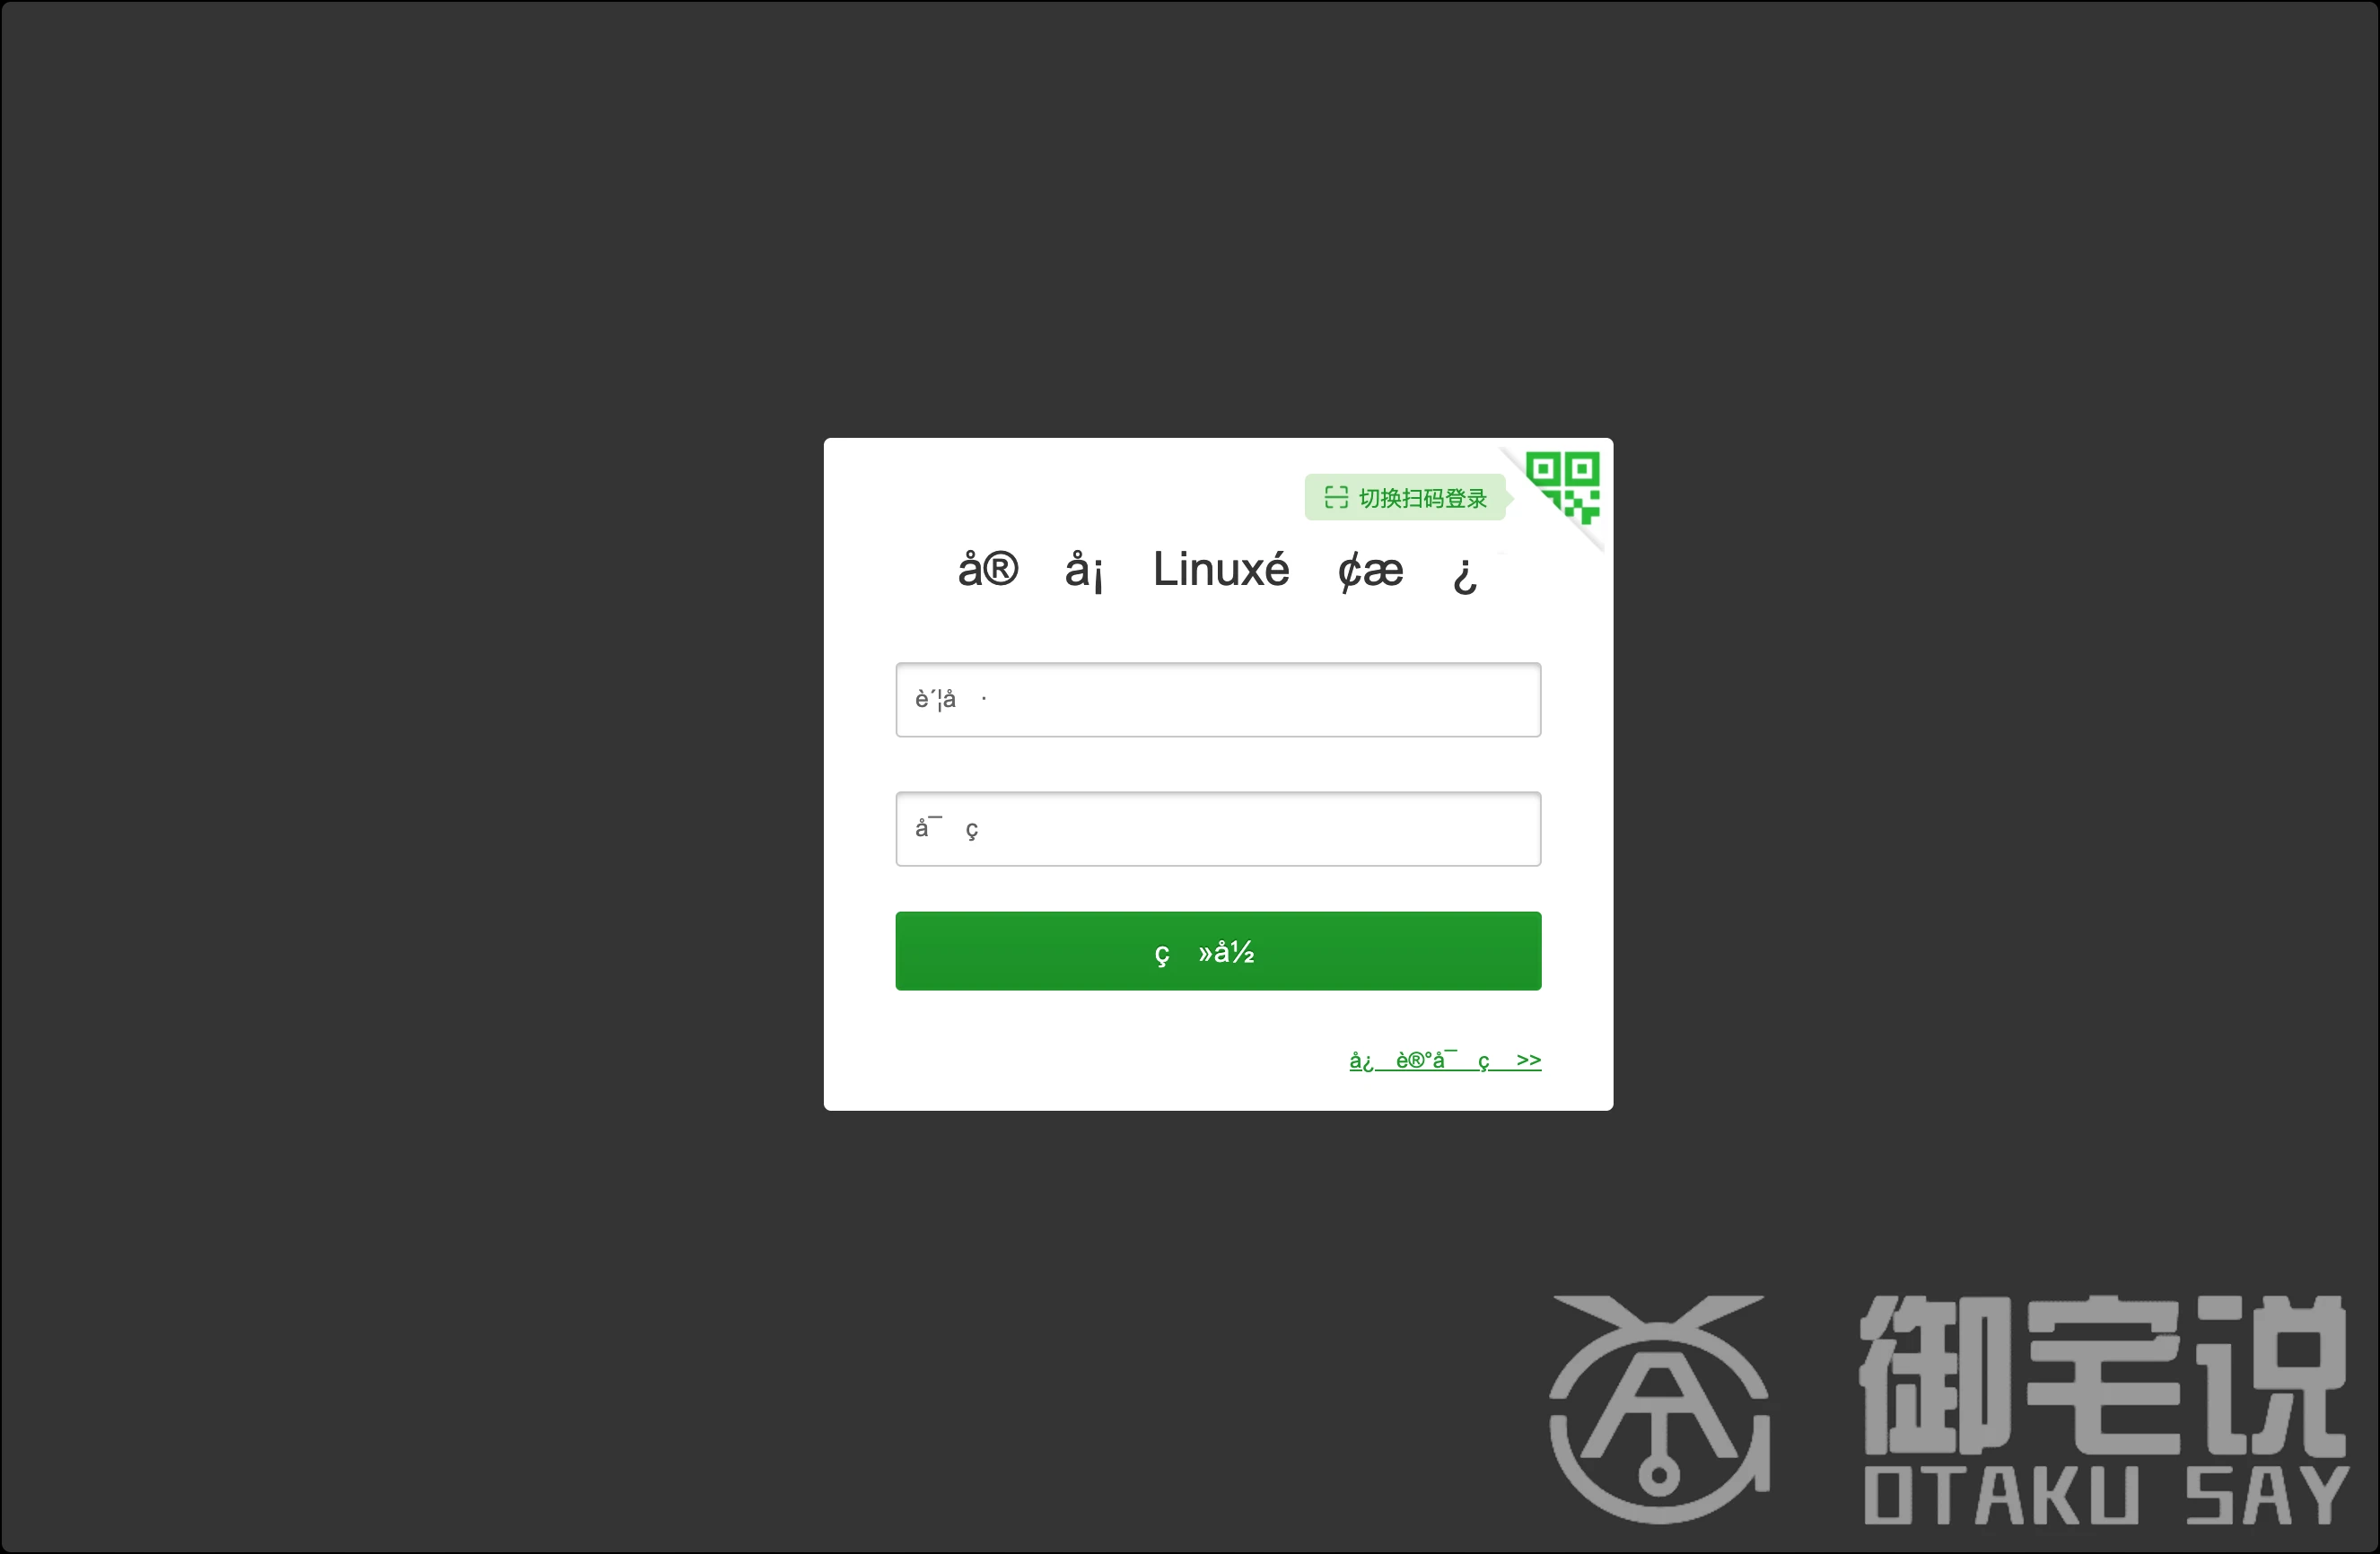 切换扫码登录
å® å¡ Linuxé ¢æ ¿
è´¦å ·
å¯ ç
ç »å½
å¿ è®°å¯ ç >>
御宅说
OTAKU SAY